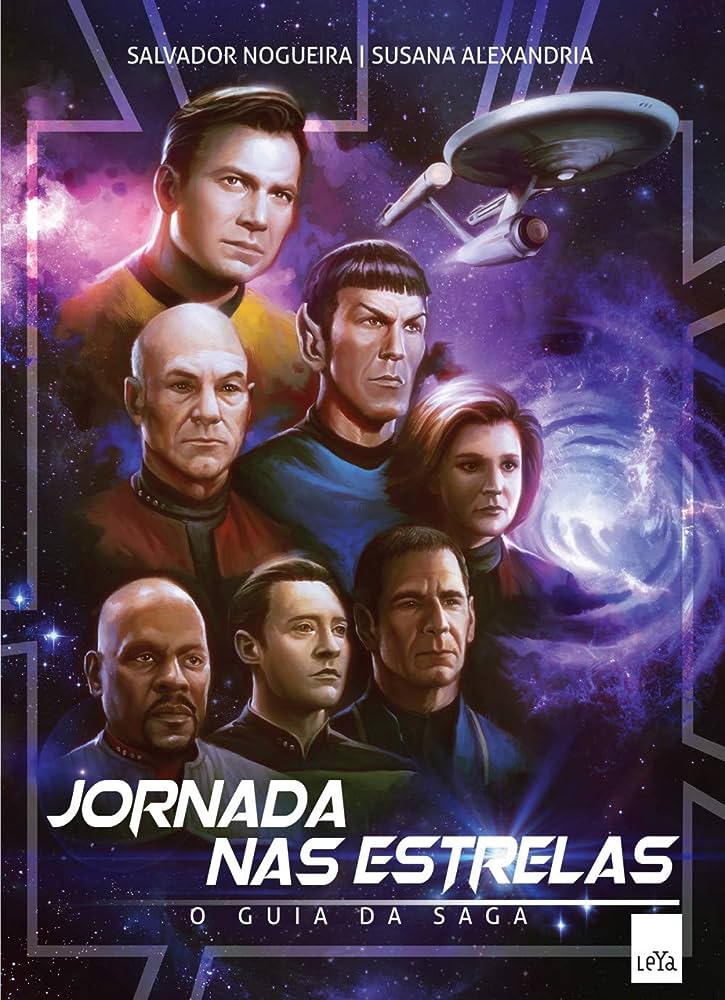 SALVADOR NOGUEIRA | SUSANA ALEXANDRIA
JORNADA
NAS ESTRELAS
O GUIA DA SAGA
LeYa